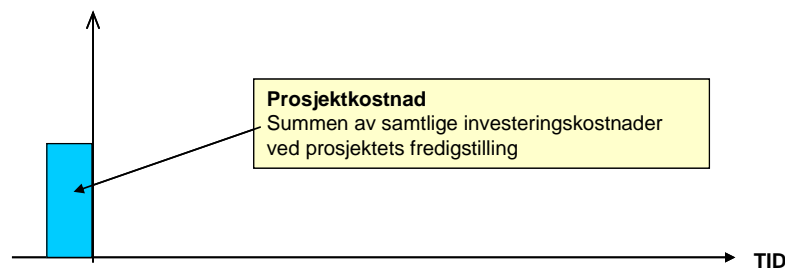 Prosjektkostnad
Summen av samtlige investeringskostnader
ved prosjektets fredigstilling
TID